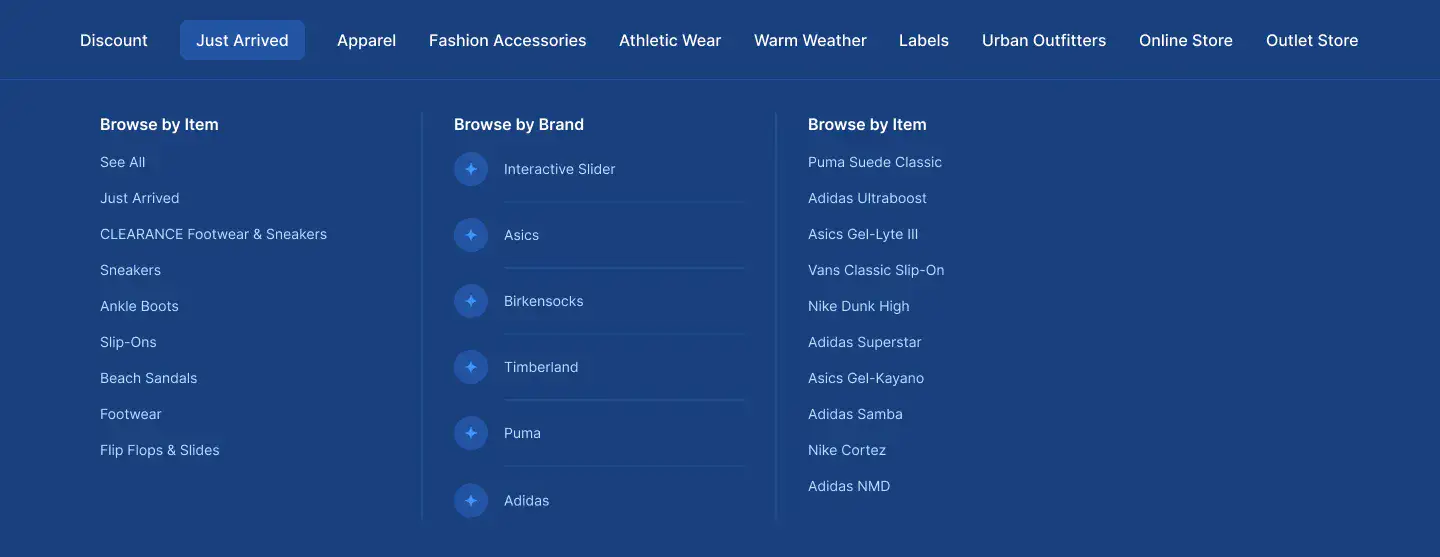 Discount Just Arrived Apparel Fashion Accessories Athletic Wear Warm Weather Labels Urban Outfitters Online Store Outlet Store
Browse by Item
See All
Just Arrived
CLEARANCE Footwear & Sneakers
Sneakers
Ankle Boots
Slip-Ons
Beach Sandals
Footwear
Flip Flops & Slides
Browse by Brand
Interactive Slider
Asics
Birkensocks
Timberland
Puma
Adidas
Browse by Item
Puma Suede Classic
Adidas Ultraboost
Asics Gel-Lyte III
Vans Classic Slip-On
Nike Dunk High
Adidas Superstar
Asics Gel-Kayano
Adidas Samba
Nike Cortez
Adidas NMD